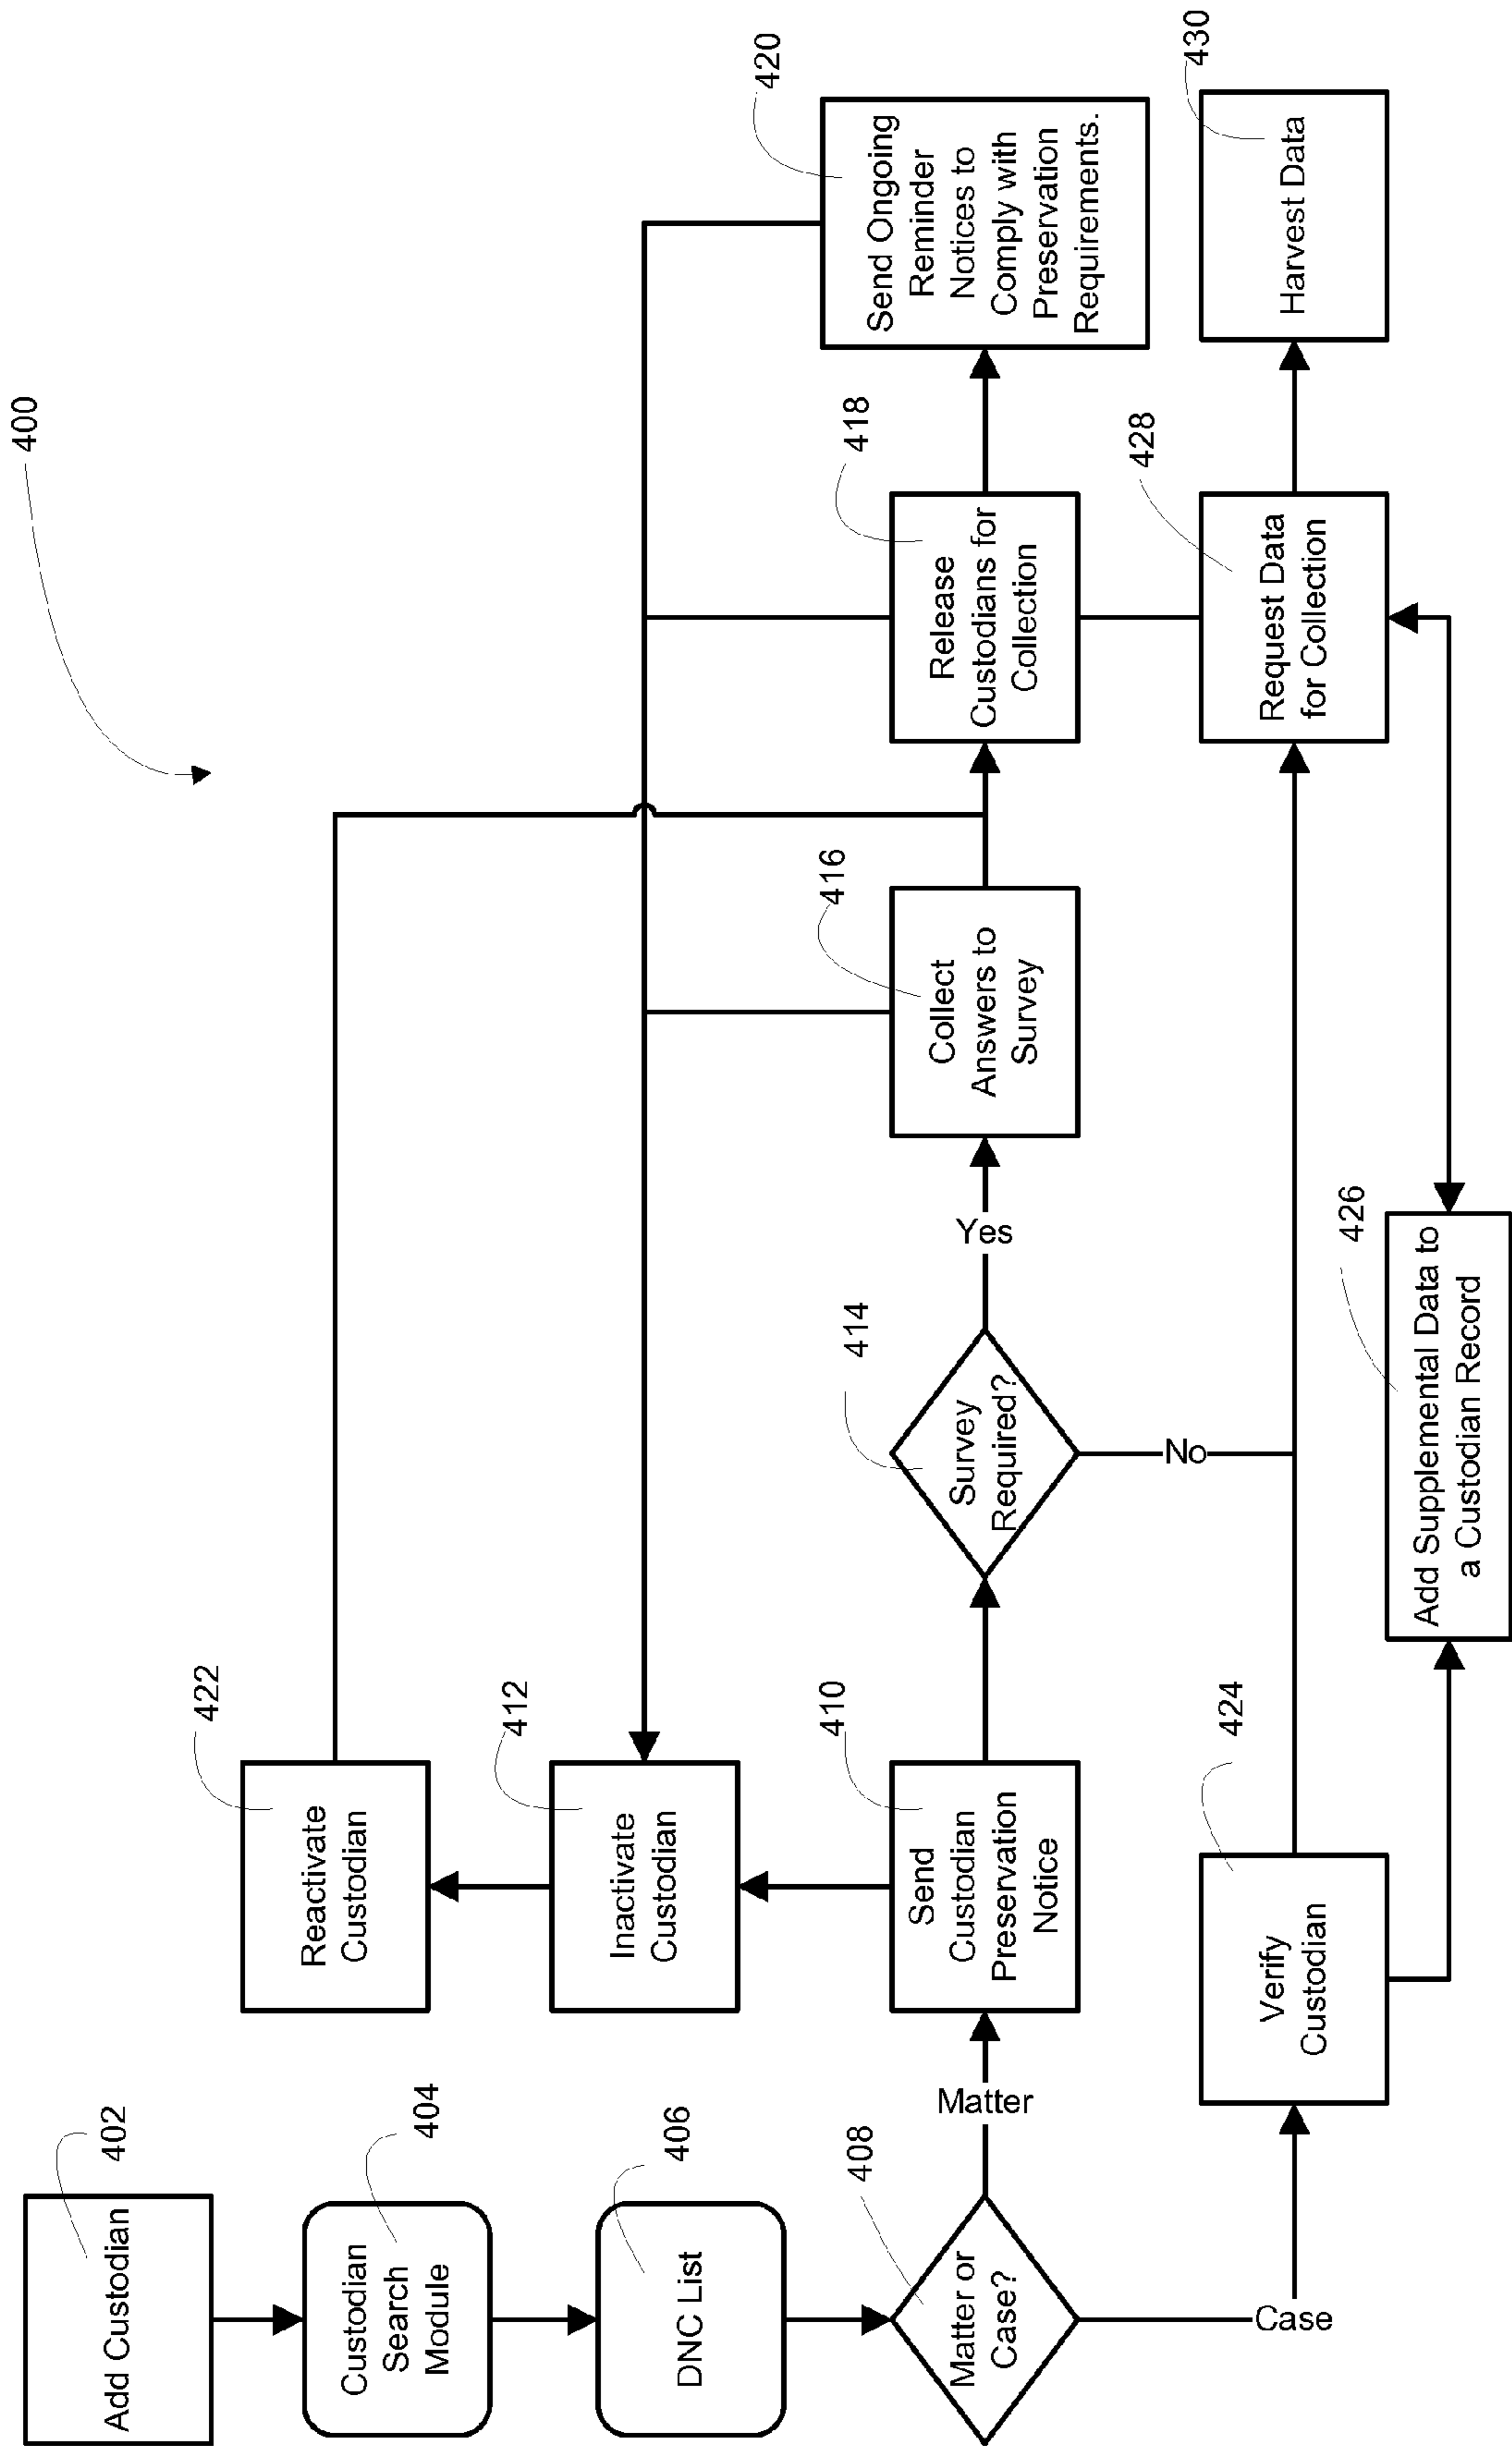 400
402
Add Custodian
404
Custodian
Search
Module
406
DNC List
408
Matter or
Case?
Matter
Case
422
Reactivate
Custodian
412
Inactivate
Custodian
410
Send
Custodian
Preservation
Notice
414
Survey
Required?
Yes
No
416
Collect
Answers to
Survey
418
Release
Custodians for
Collection
420
Send Ongoing
Reminder
Notices to
Comply with
Preservation
Requirements.
424
Verify
Custodian
426
Add Supplemental Data to
a Custodian Record
428
Request Data
for Collection
430
Harvest Data